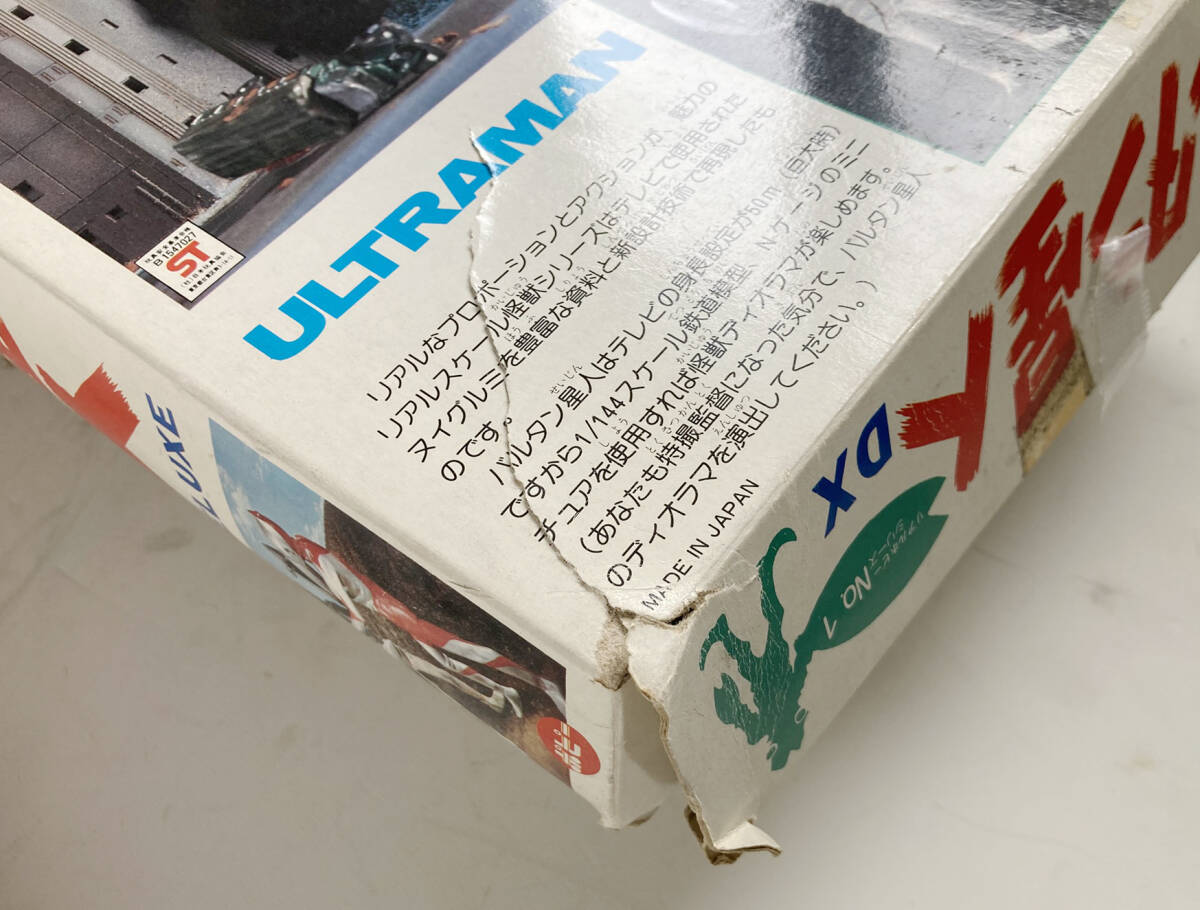 ULTRAMAN
リアルなプロポーションとアクションが、魅力の
リアルスケール怪獣シリーズはテレビで使用された
ヌイグルミを豊富な資料と新設計技術で再現したも
のです。
バルタン星人はテレビの身長設定が50m（巨大時）
ですから1/144スケール鉄道模型、Nゲージのミニ
チュアを使用すれば怪獣ディオラマが楽しめます。
（あなたも特撮監督になった気分で、バルタン星人
のディオラマを演出してください。）
MADE IN JAPAN
B 1547027
ST
LUXE
DX
NO.
1